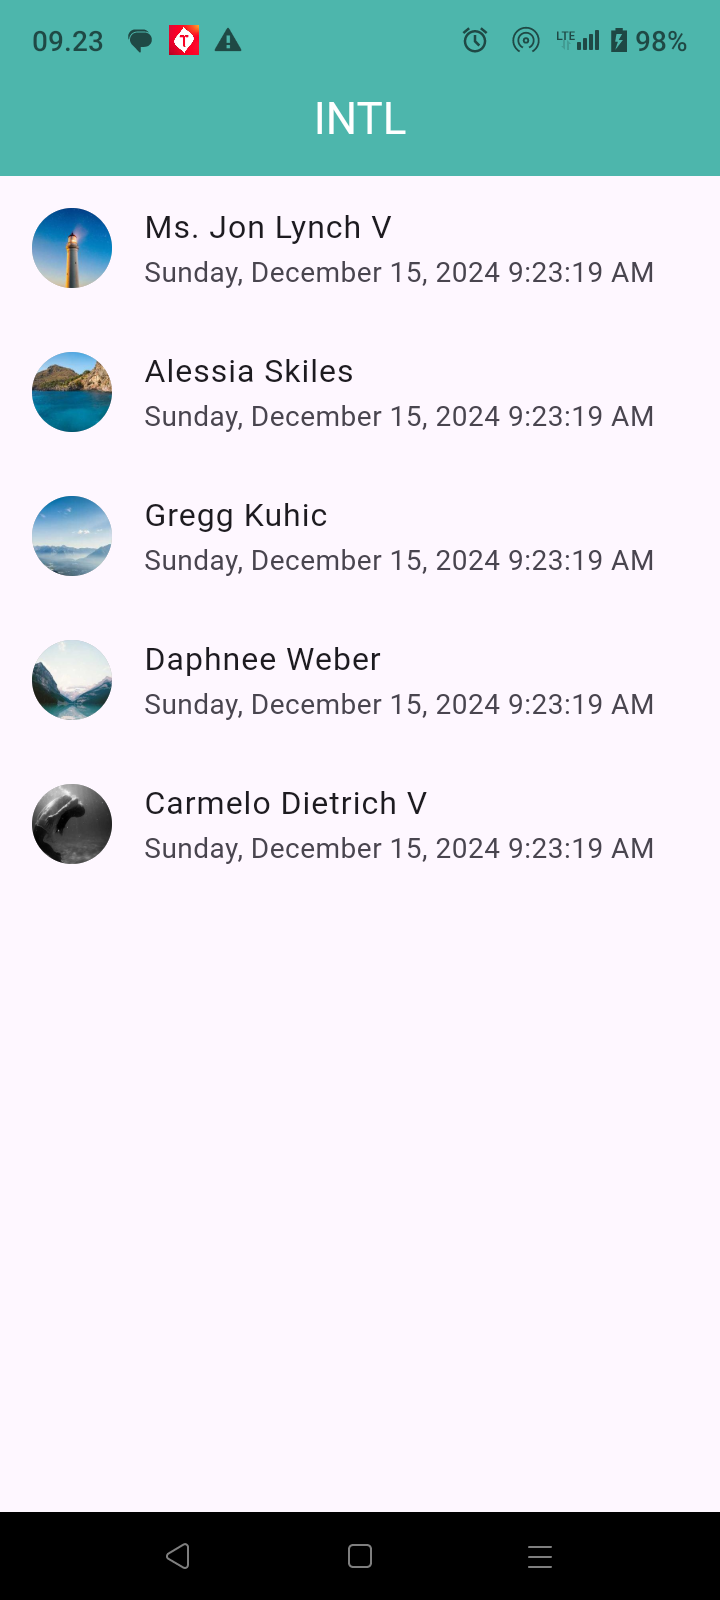 09.23 LTE 98%
INTL
Ms. Jon Lynch V
Sunday, December 15, 2024 9:23:19 AM
Alessia Skiles
Sunday, December 15, 2024 9:23:19 AM
Gregg Kuhic
Sunday, December 15, 2024 9:23:19 AM
Daphnee Weber
Sunday, December 15, 2024 9:23:19 AM
Carmelo Dietrich V
Sunday, December 15, 2024 9:23:19 AM